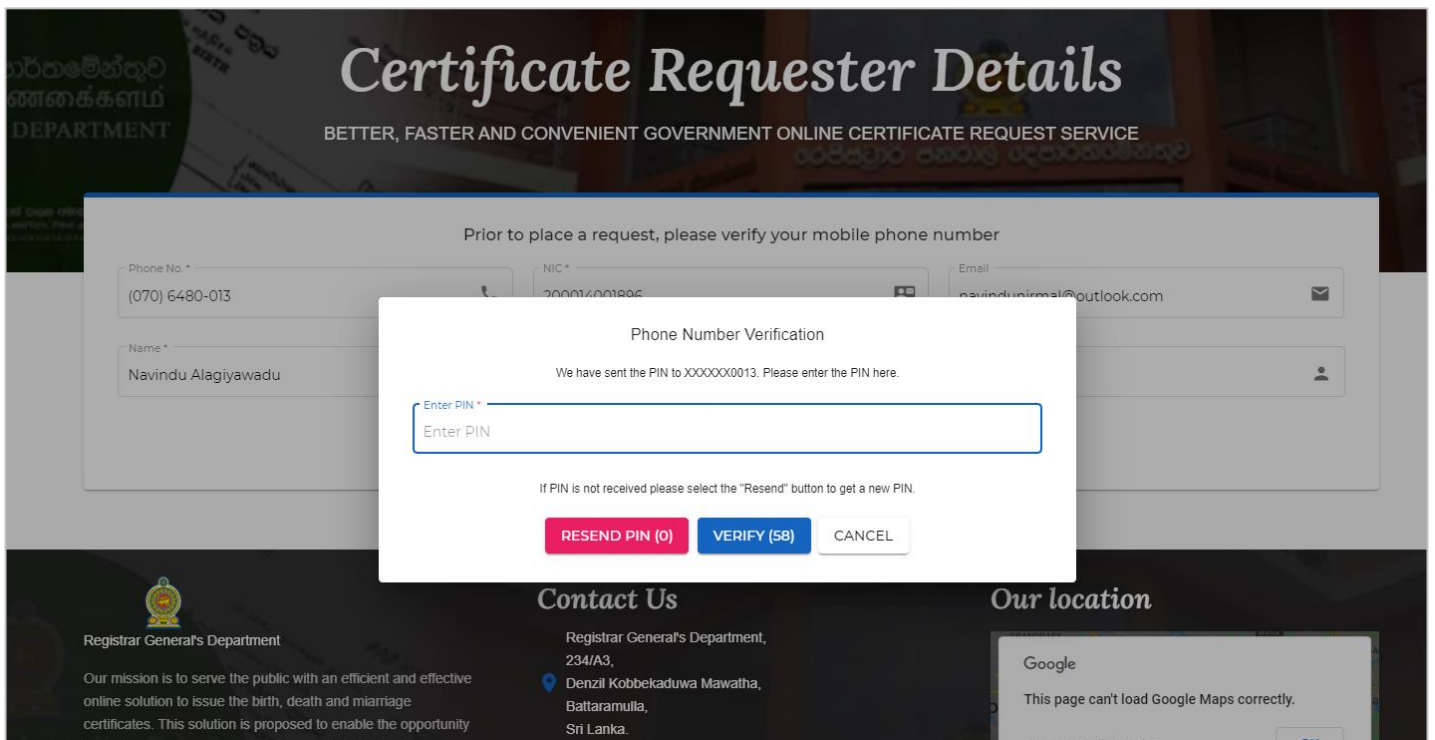 Certificate Requester Details
BETTER, FASTER AND CONVENIENT GOVERNMENT ONLINE CERTIFICATE REQUEST SERVICE
DEPARTMENT
BIRTH
Prior to place a request, please verify your mobile phone number
Phone No. *
(070) 6480-013
NIC *
200014001896
Email
navindunirmal@outlook.com
Name *
Navindu Alagiyawadu
Phone Number Verification
We have sent the PIN to XXXXXX0013. Please enter the PIN here.
Enter PIN *
Enter PIN
If PIN is not received please select the "Resend" button to get a new PIN.
RESEND PIN (0)
VERIFY (58)
CANCEL
Registrar General's Department
Our mission is to serve the public with an efficient and effective
online solution to issue the birth, death and miarriage
certificates. This solution is proposed to enable the opportunity
Contact Us
Registrar General's Department,
234/A3,
Denzil Kobbekaduwa Mawatha,
Battaramulla,
Sri Lanka.
Our location
Google
This page can't load Google Maps correctly.